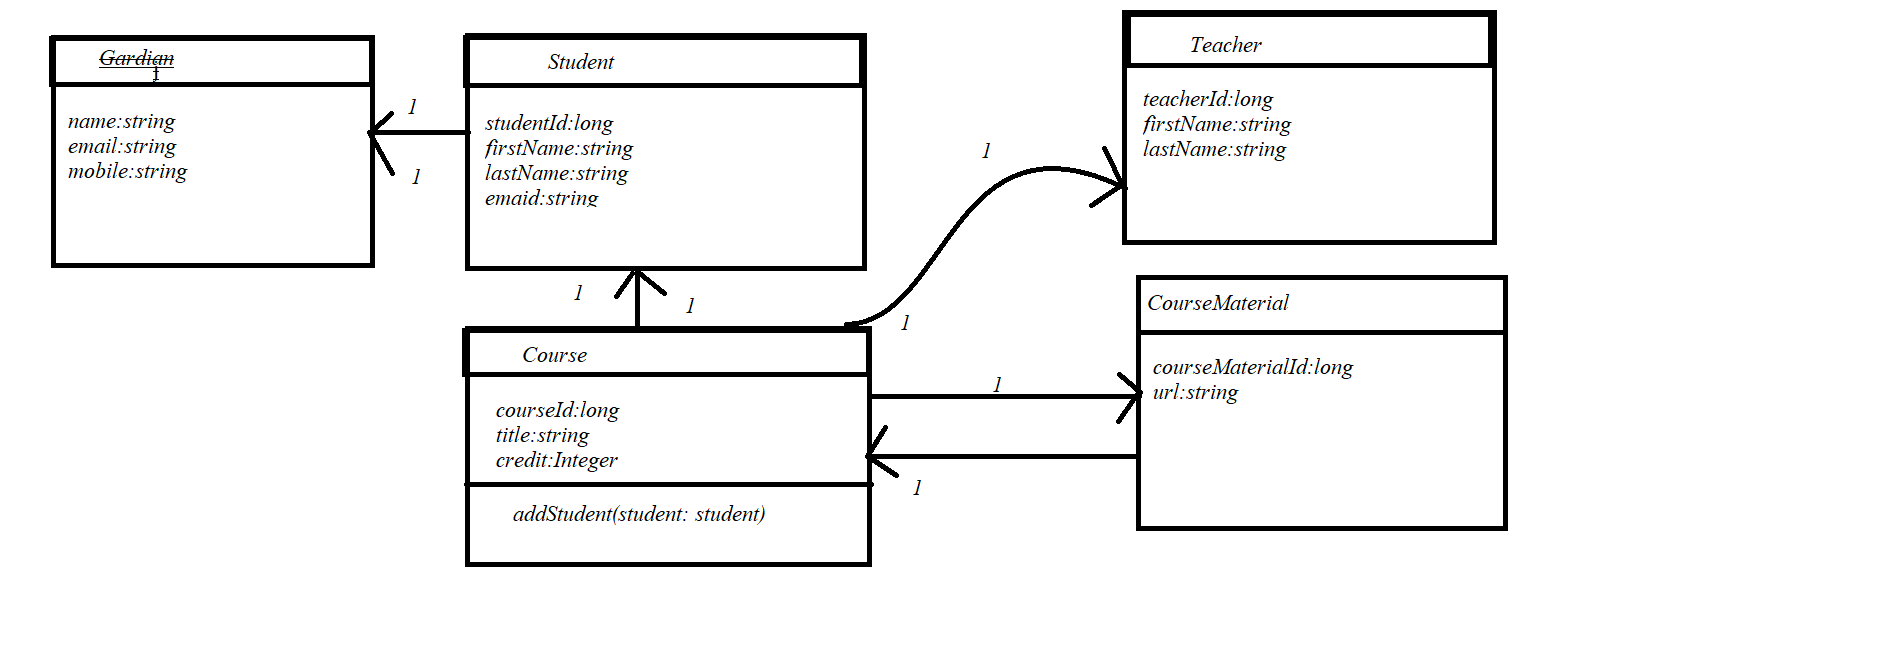 Gardian
name:string
email:string
mobile:string
1
1
Student
studentId:long
firstName:string
lastName:string
emaid:string
Teacher
teacherId:long
firstName:string
lastName:string
1
1
1
1
Course
courseId:long
title:string
credit:Integer
addStudent(student: student)
1
1
CourseMaterial
courseMaterialId:long
url:string